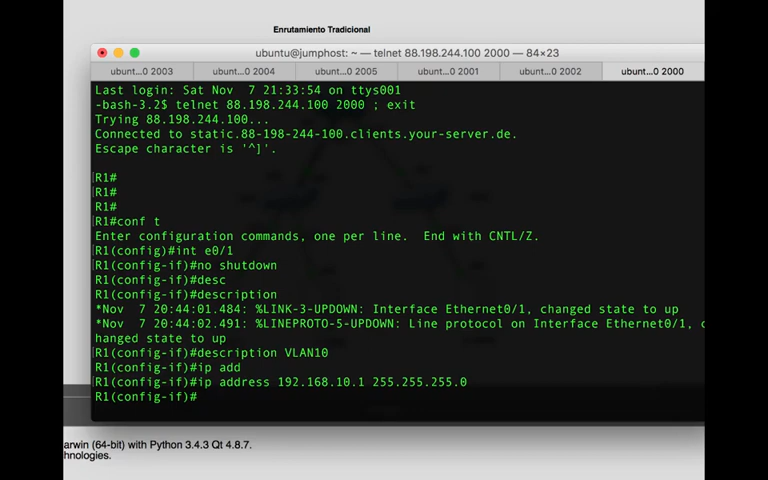 Enrutamiento Tradicional
ubuntu@jumphost: ~ — telnet 88.198.244.100 2000 — 84×23
ubunt...0 2003
ubunt...0 2004
ubunt...0 2005
ubunt...0 2001
ubunt...0 2002
ubunt...0 2000
Last login: Sat Nov  7 21:33:54 on ttys001
-bash-3.2$ telnet 88.198.244.100 2000 ; exit
Trying 88.198.244.100...
Connected to static.88-198-244-100.clients.your-server.de.
Escape character is '^]'.
R1#
R1#
R1#
R1#conf t
Enter configuration commands, one per line.  End with CNTL/Z.
R1(config)#int e0/1
R1(config-if)#no shutdown
R1(config-if)#desc
R1(config-if)#description
*Nov  7 20:44:01.484: %LINK-3-UPDOWN: Interface Ethernet0/1, changed state to up
*Nov  7 20:44:02.491: %LINEPROTO-5-UPDOWN: Line protocol on Interface Ethernet0/1, c
hanged state to up
R1(config-if)#description VLAN10
R1(config-if)#ip add
R1(config-if)#ip address 192.168.10.1 255.255.255.0
R1(config-if)#
arwin (64-bit) with Python 3.4.3 Qt 4.8.7.
hnologies.